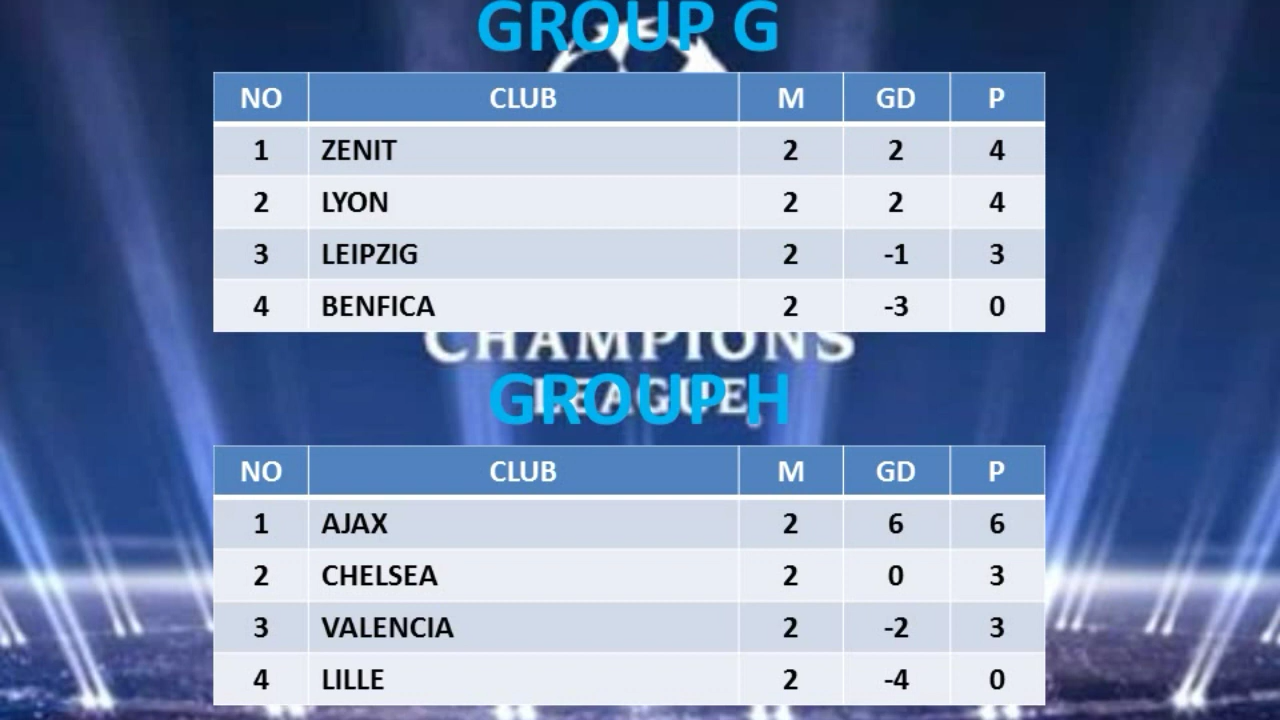 GROUP G
NO CLUB M GD P
1 ZENIT 2 2 4
2 LYON 2 2 4
3 LEIPZIG 2 -1 3
4 BENFICA 2 -3 0
CHAMPIONS
LEAGUE
GROUP H
NO CLUB M GD P
1 AJAX 2 6 6
2 CHELSEA 2 0 3
3 VALENCIA 2 -2 3
4 LILLE 2 -4 0